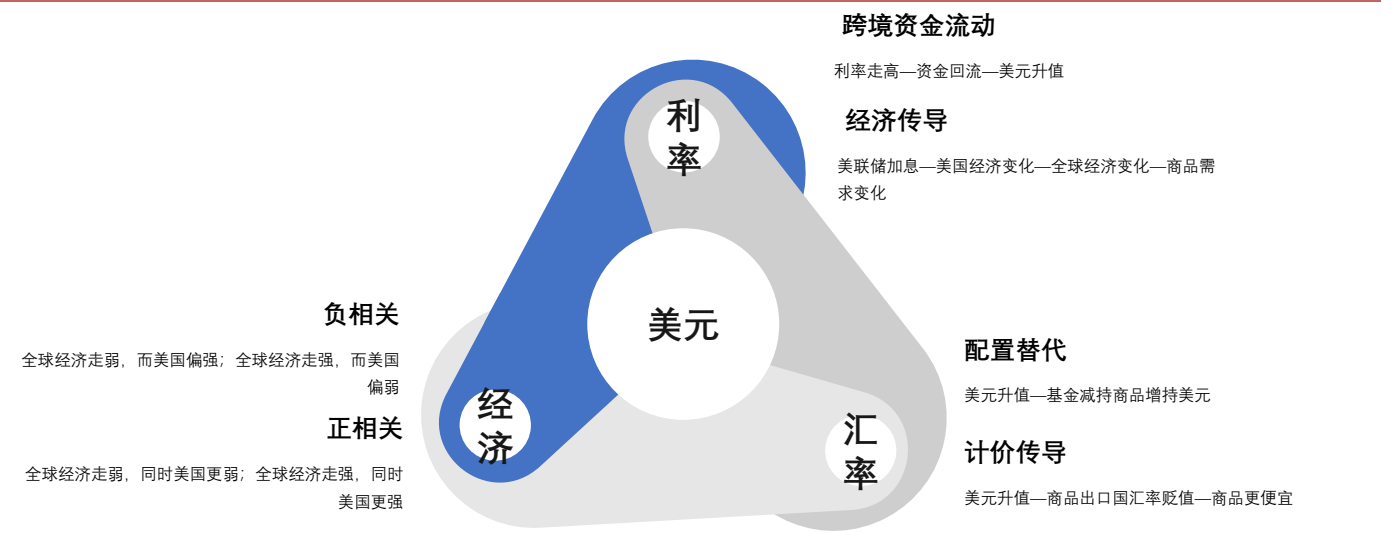 跨境资金流动
利率走高—资金回流—美元升值
经济传导
美联储加息—美国经济变化—全球经济变化—商品需
求变化
利
率
美元
负相关
全球经济走弱，而美国偏强；全球经济走强，而美国
偏弱
正相关
全球经济走弱，同时美国更弱；全球经济走强，同时
美国更强
经
济
汇
率
配置替代
美元升值—基金减持商品增持美元
计价传导
美元升值—商品出口国汇率贬值—商品更便宜